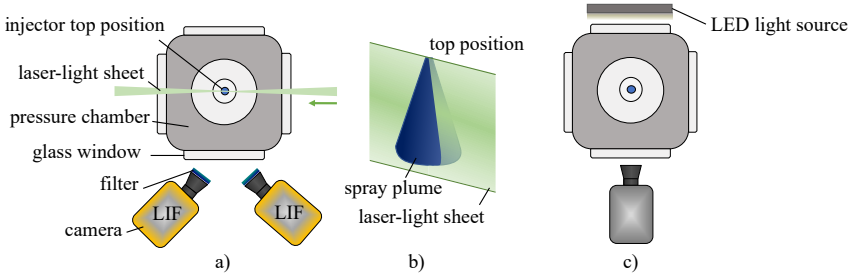 injector top position
laser-light sheet
pressure chamber
glass window
filter
camera
LIF
LIF
a)
top position
spray plume
laser-light sheet
b)
LED light source
c)